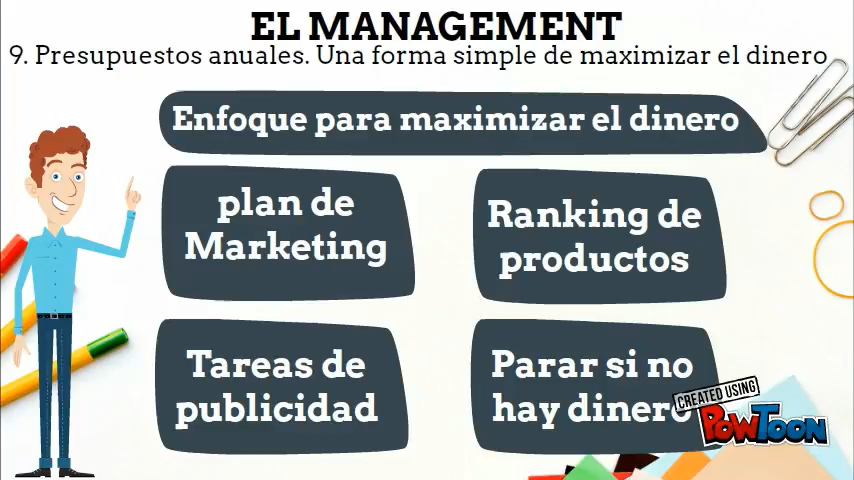 EL MANAGEMENT
9. Presupuestos anuales. Una forma simple de maximizar el dinero
Enfoque para maximizar el dinero
plan de
Marketing
Ranking de
productos
Tareas de
publicidad
Parar si no
hay dinero
CREATED USING
POWTOON